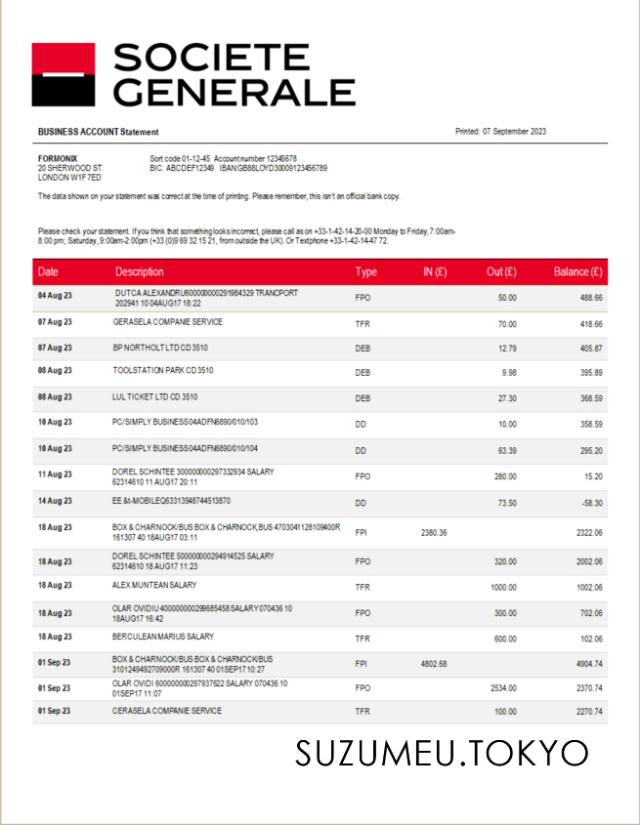 SOCIETE
GENERALE
BUSINESS ACCOUNT Statement
Printed: 07 September 2023
FORMONIX
20 SHERWOOD ST.
LONDON W1F 7ED
Sort code 01-12-45 Account number 12345678
BIC. ABCDEF12349 IBAN:GB88LOYD30009123456789
The data shown on your statement was correct at the time of printing. Please remember, this isn't an official bank copy.
Please check your statement. If you think that something looks incorrect, please call as on +33-1-42-14-20-00 Monday to Friday, 7:00am-
8:00 pm; Saturday, 9:00am-2:00pm (+33 (0)9 69 32 15 21, from outside the UK). Or Textphone +33-1-42-14-47 72.
Date Description Type IN (£) Out (£) Balance (£)
04 Aug 23 DUTCA ALEXANDRU600000000291984329 TRANCPORT FPO 50.00 488.66
202941 10 04AUG17 18:22
07 Aug 23 GERASELA COMPANIE SERVICE TFR 70.00 418.66
07 Aug 23 BP NORTHOLT LTD CD 3510 DEB 12.79 405.87
08 Aug 23 TOOLSTATION PARK CD 3510 DEB 9.98 395.89
08 Aug 23 LUL TICKET LTD CD 3510 DEB 27.30 368.59
10 Aug 23 PC/SIMPLY BUSINESS04ADFN6890/010/103 DD 10.00 358.59
10 Aug 23 PC/SIMPLY BUSINESS04ADFN6890/010/104 DD 63.39 295.20
11 Aug 23 DOREL SCHINTEE 300000000297332934 SALARY FPO 280.00 15.20
62314610 11 AUG17 20:11
14 Aug 23 EE &t-MOBILEQ63313548744513870 DD 73.50 -58.30
18 Aug 23 BOX & CHARNOCK/BUS BOX & CHARNOCK,BUS 4703041128109400R FPI 2380.36 2322.06
161307 40 18AUG17 03:11
18 Aug 23 DOREL SCHINTEE 500000000294914525 SALARY FPO 320.00 2002.06
62314610 18 AUG17 11:23
18 Aug 23 ALEX MUNTEAN SALARY TFR 1000.00 1002.06
18 Aug 23 OLAR OVIDIU 400000000299685458 SALARY 070436 10 FPO 300.00 702.06
18AUG17 16:42
18 Aug 23 BERCULEAN MARIUS SALARY TFR 600.00 102.06
01 Sep 23 BOX & CHARNOCK/BUS BOX & CHARNOCK/BUS FPI 4802.68 4904.74
3101249492709000R 161307 40 01SEP17 10:27
01 Sep 23 OLAR OVIDI 600000000297937622 SALARY 070436 10 FPO 2534.00 2370.74
01SEP17 11:07
01 Sep 23 CERASELA COMPANIE SERVICE TFR 100.00 2270.74
SUZUMEU.TOKYO